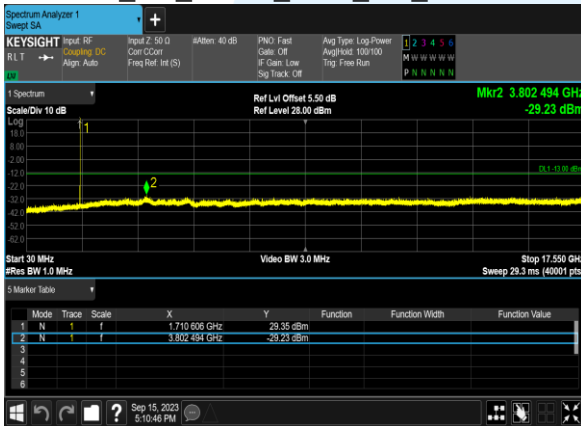 Spectrum Analyzer 1
Swept SA
+
KEYSIGHT Input: RF Input Z: 50 Ω #Atten: 40 dB PNO: Fast Avg Type: Log-Power 1 2 3 4 5 6
RLT Coupling: DC Corr CCorr Gate: Off Avg|Hold: 100/100 M W W W W W
Align: Auto Freq Ref: Int (S) IF Gain: Low Trig: Free Run P N N N N N
Sig Track: Off
LW
1 Spectrum
Ref Lvl Offset 5.50 dB Mkr2 3.802 494 GHz
Scale/Div 10 dB Ref Level 28.00 dBm -29.23 dBm
Log
18.0 1
8.00
-2.00
-12.0 DL1 -13.00 dBm
-22.0 2
-32.0
-42.0
-52.0
-62.0
Start 30 MHz Video BW 3.0 MHz Stop 17.550 GHz
#Res BW 1.0 MHz Sweep 29.3 ms (40001 pts)
5 Marker Table
Mode Trace Scale X Y Function Function Width Function Value
1 N 1 f 1.710 606 GHz 29.35 dBm
2 N 1 f 3.802 494 GHz -29.23 dBm
3
4
5
6
? Sep 15, 2023
5:10:46 PM